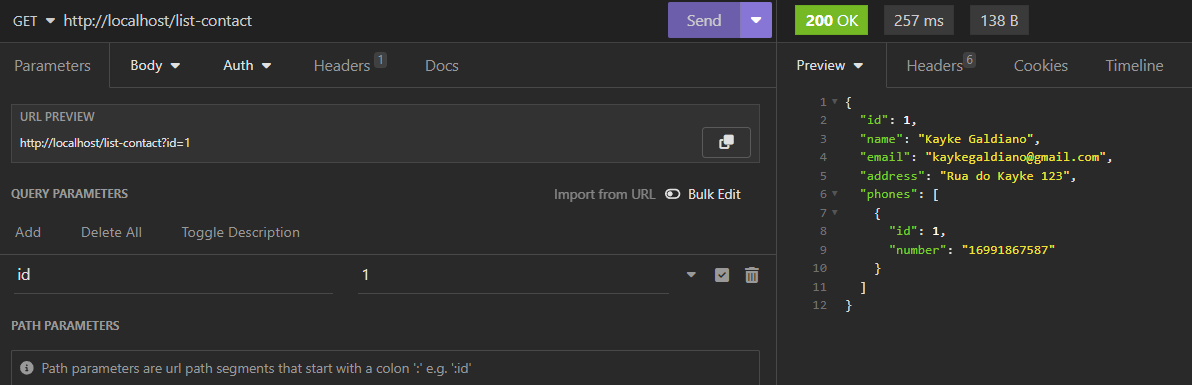 GET http://localhost/list-contact Send
Parameters Body Auth Headers 1 Docs
URL PREVIEW
http://localhost/list-contact?id=1
QUERY PARAMETERS Import from URL Bulk Edit
Add Delete All Toggle Description
id 1
PATH PARAMETERS
Path parameters are url path segments that start with a colon ':' e.g. ':id'
200 OK 257 ms 138 B
Preview Headers 6 Cookies Timeline
1 {
2 "id": 1,
3 "name": "Kayke Galdiano",
4 "email": "kaykegaldiano@gmail.com",
5 "address": "Rua do Kayke 123",
6 "phones": [
7 {
8 "id": 1,
9 "number": "16991867587"
10 }
11 ]
12 }